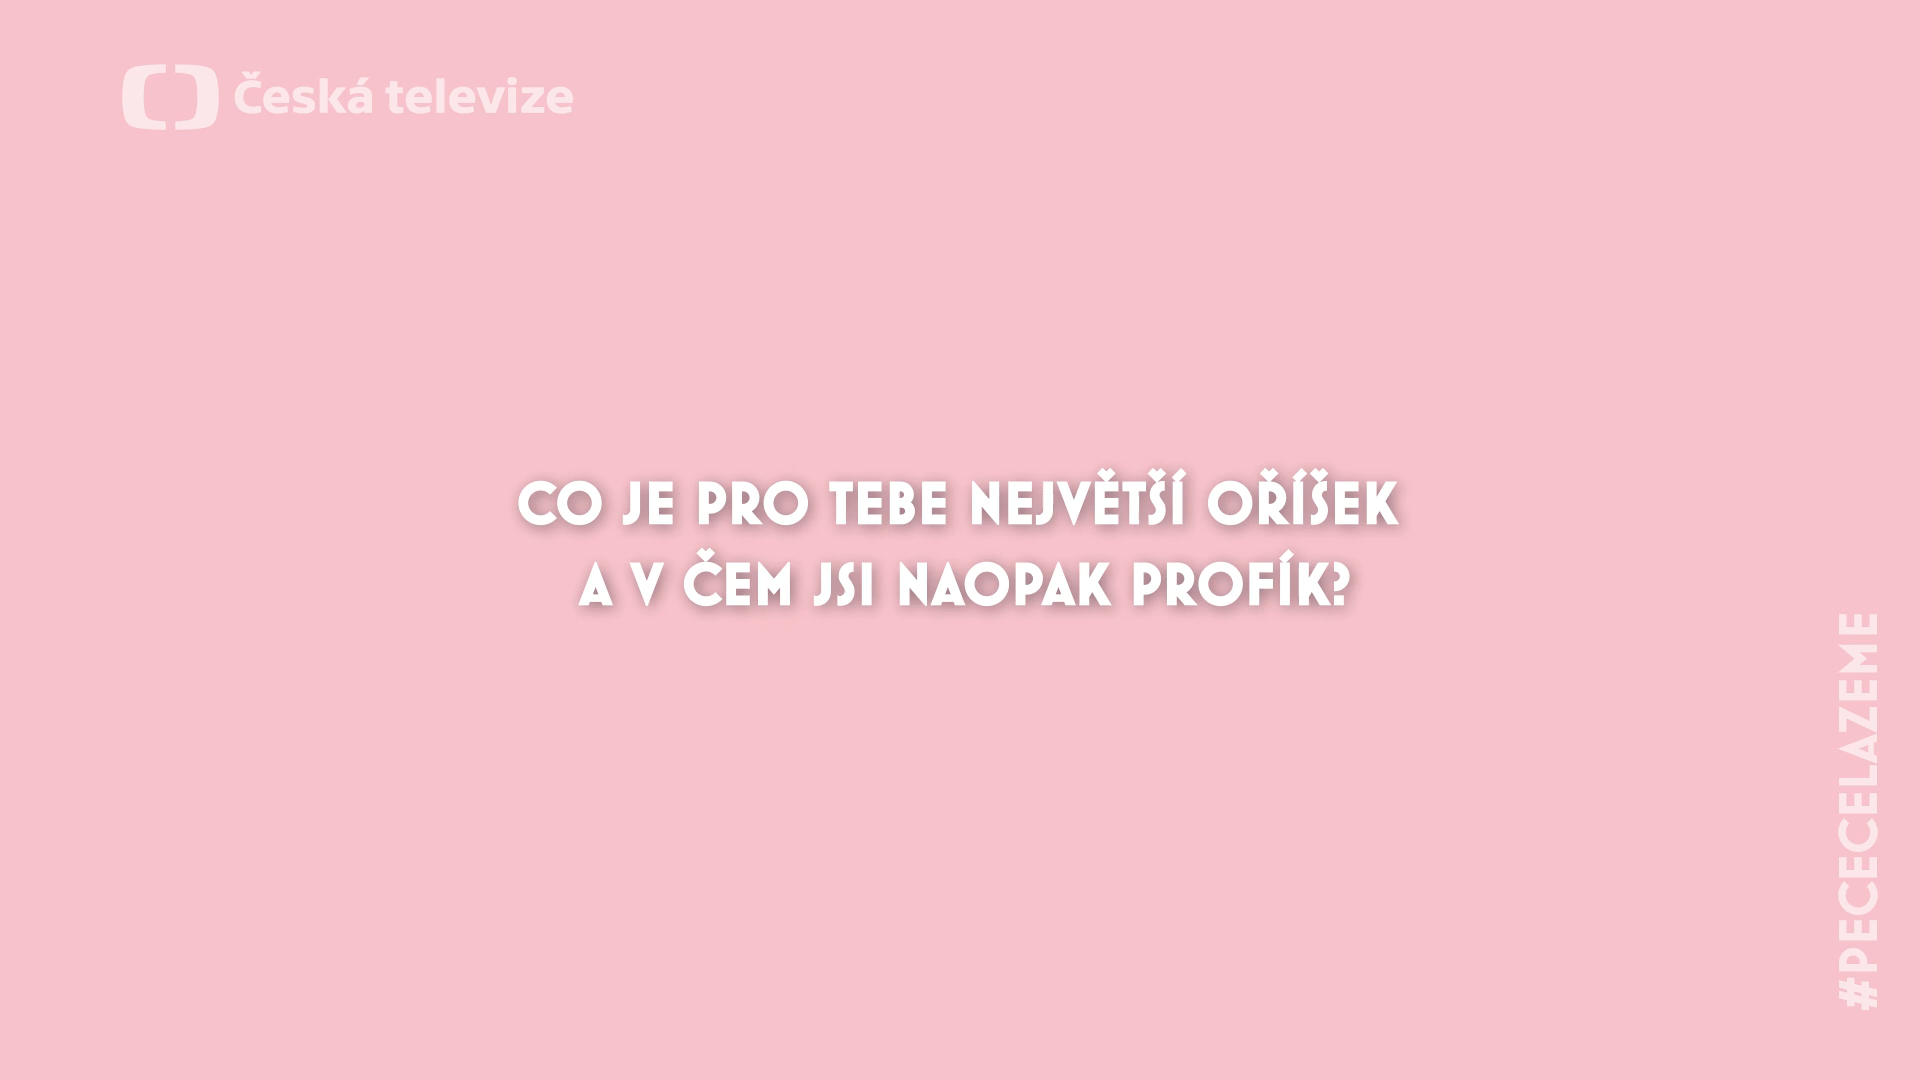 Česká televize
CO JE PRO TEBE NEJVĚTŠÍ OŘÍŠEK
A V ČEM JSI NAOPAK PROFÍK?
#PECECELAZEME